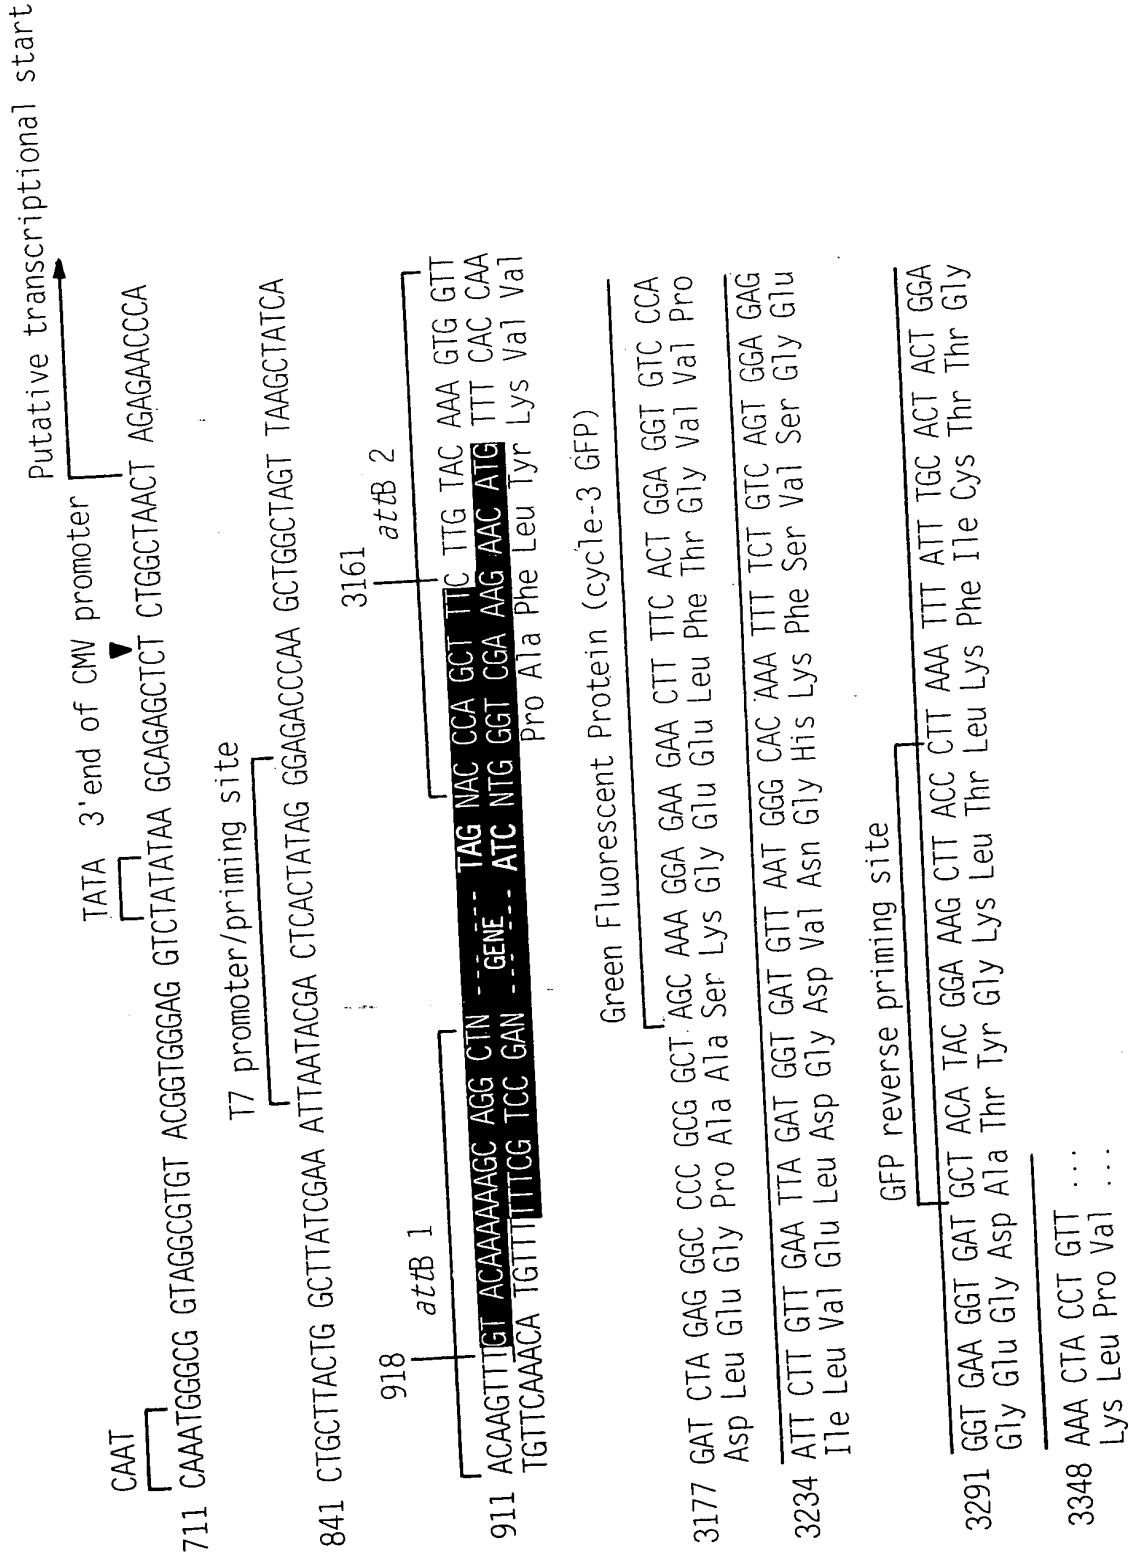 Putative transcriptional start
CAAT TATA 3'end of CMV promoter
711 CAAATGGGCG GTAGGCGTGT ACGGTGGGAG GTCTATATAA GCAGAGCTCT CTGGCTAACT AGAGAACCCA
T7 promoter/priming site
841 CTGCTTACTG GCTTATCGAA ATTAATACGA CTCACTATAG GGAGACCCAA GCTGGCTAGT TAAGCTATCA
918 attB 1 3161 attB 2
911 ACAAGTTTGT ACAAAAAAGC AGG CTN --- --- TAG NAC CCA GCT TTC TTG TAC AAA GTG GTT
GENE
TGTTCAAACA TGTTTTTTCG TCC GAN --- --- ATC NTG GGT CGA AAG AAC ATG TTT CAC CAA
Pro Ala Phe Leu Tyr Lys Val Val
Green Fluorescent Protein (cycle-3 GFP)
3177 GAT CTA GAG GGC CCC GCG GCT AGC AAA GGA GAA GAA CTT TTC ACT GGA GGT GTC CCA
Asp Leu Glu Gly Pro Ala Ala Ser Lys Gly Glu Glu Leu Phe Thr Gly Val Val Pro
3234 ATT CTT GTT GAA TTA GAT GGT GAT GTT AAT GGG CAC AAA TTT TCT GTC AGT GGA GAG
Ile Leu Val Glu Leu Asp Gly Asp Val Asn Gly His Lys Phe Ser Val Ser Gly Glu
GFP reverse priming site
3291 GGT GAA GGT GAT GCT ACA TAC GGA AAG CTT ACC CTT AAA TTT ATT TGC ACT ACT GGA
Gly Glu Gly Asp Ala Thr Tyr Gly Lys Leu Thr Leu Lys Phe Ile Cys Thr Thr Gly
3348 AAA CTA CCT GTT ...
Lys Leu Pro Val ...